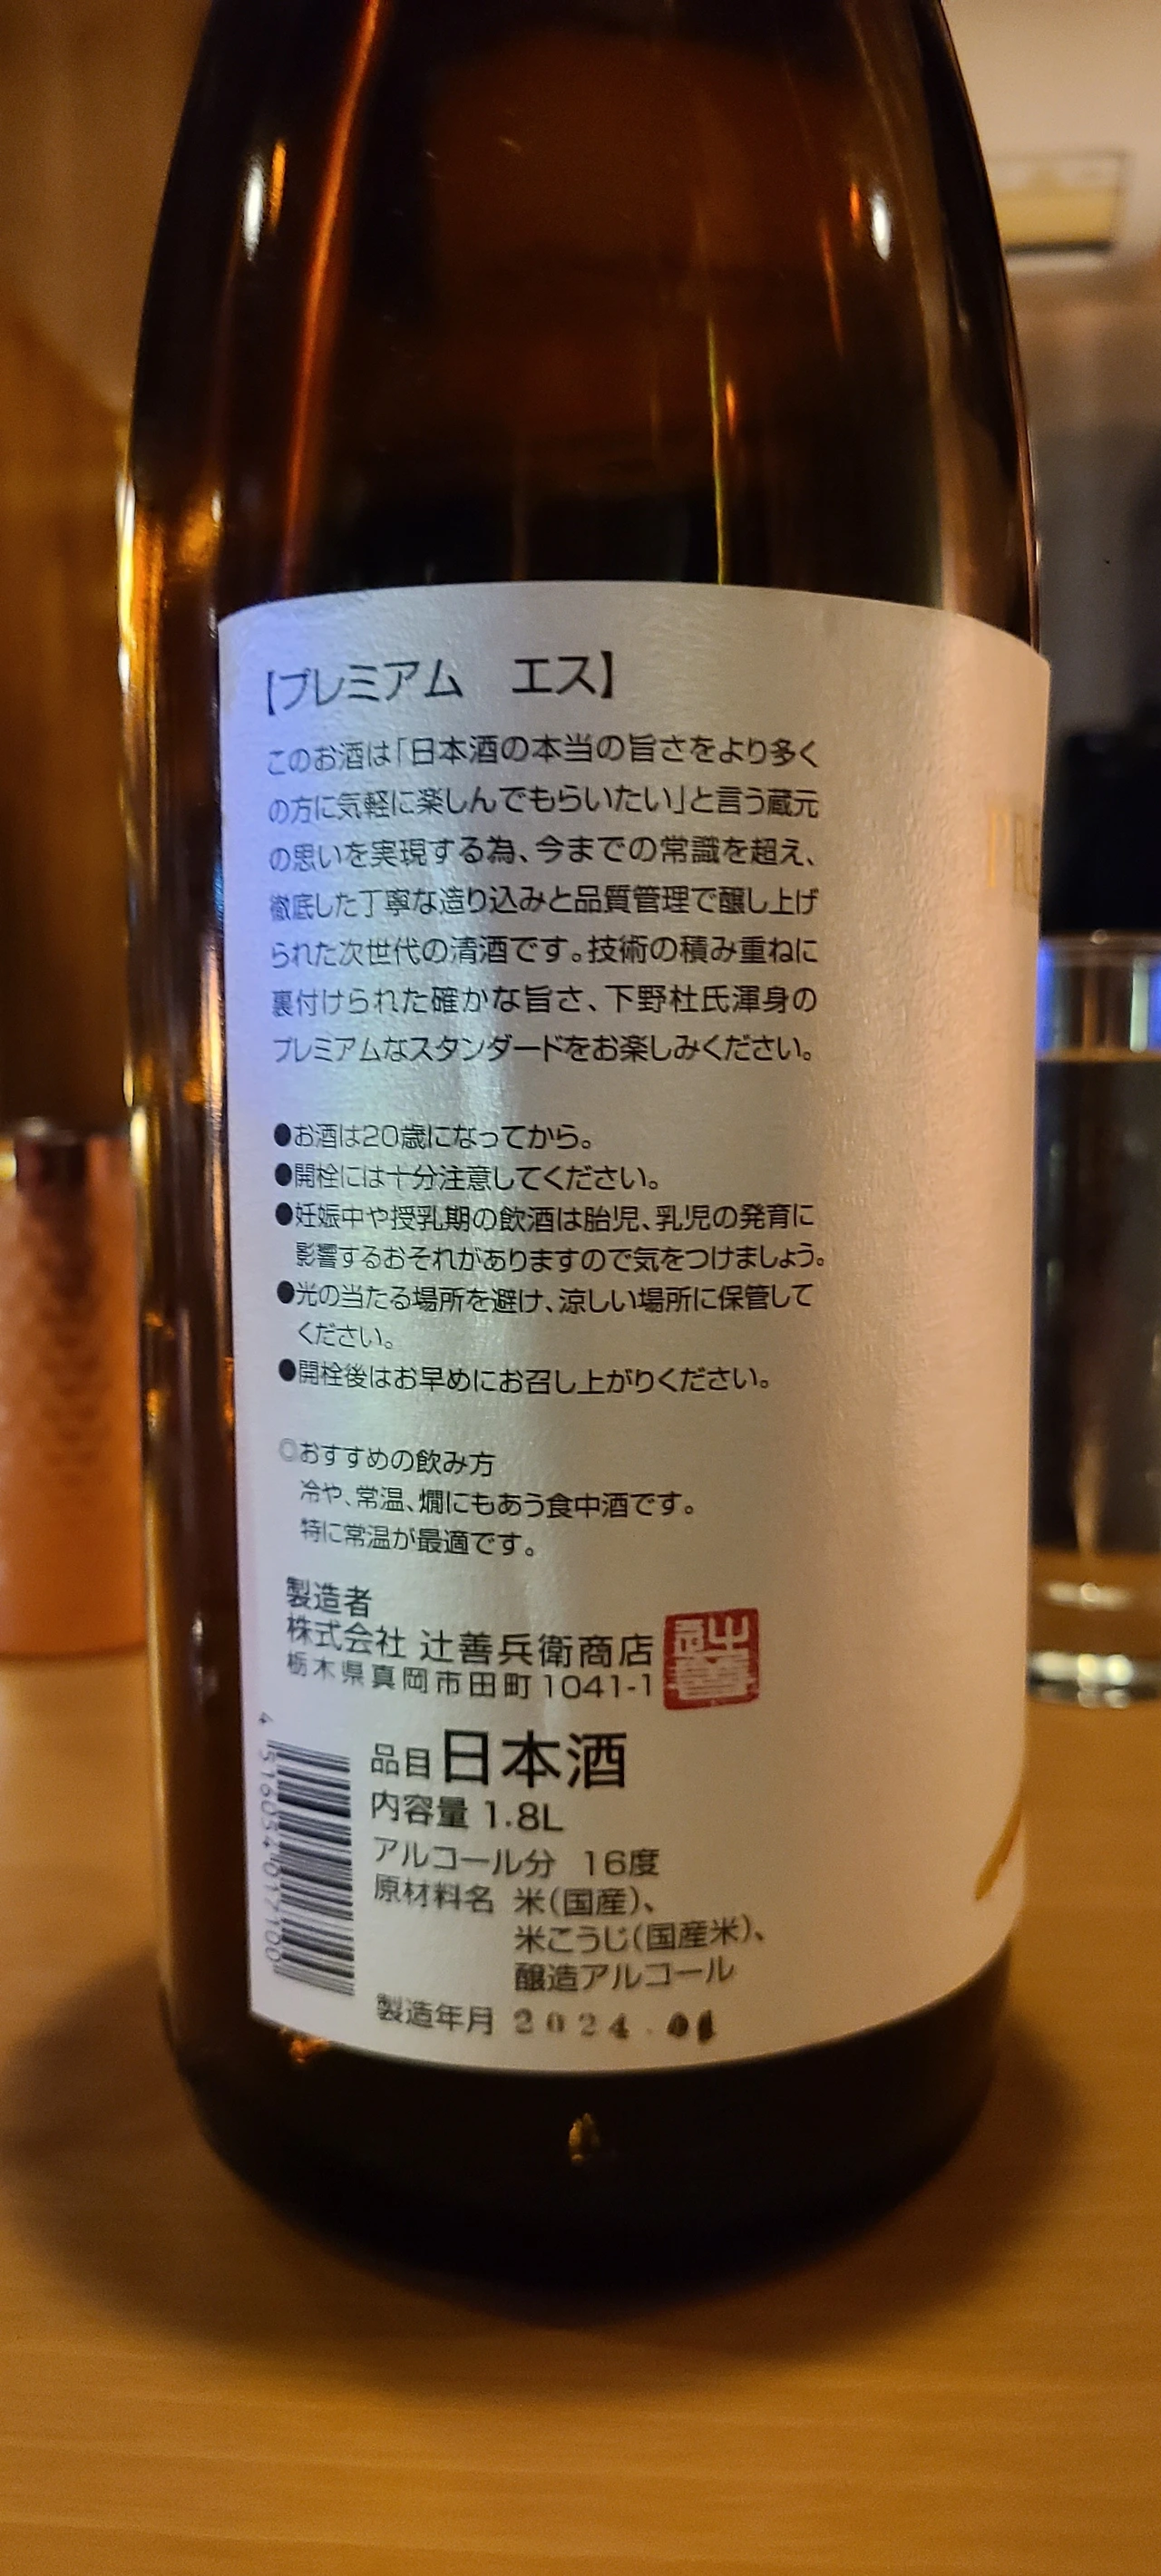 【プレミアム エス】
このお酒は「日本酒の本当の旨さをより多く
の方に気軽に楽しんでもらいたい」と言う蔵元
の思いを実現する為、今までの常識を超え、
徹底した丁寧な造り込みと品質管理で醸し上げ
られた次世代の清酒です。技術の積み重ねに
裏付けられた確かな旨さ、下野杜氏渾身の
プレミアムなスタンダードをお楽しみください。
●お酒は20歳になってから。
●開栓には十分注意してください。
●妊娠中や授乳期の飲酒は胎児、乳児の発育に
影響するおそれがありますので気をつけましょう。
●光の当たる場所を避け、涼しい場所に保管して
ください。
●開栓後はお早めにお召し上がりください。
◎おすすめの飲み方
冷や、常温、燗にもあう食中酒です。
特に常温が最適です。
製造者
株式会社 辻善兵衛商店
栃木県真岡市田町1041-1
品目 日本酒
内容量 1.8L
アルコール分 16度
原材料名 米(国産)、
米こうじ(国産米)、
醸造アルコール
製造年月 2024.
4 516054 017100